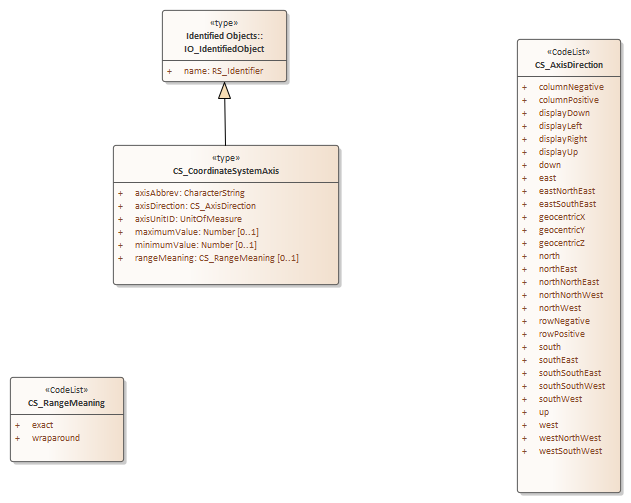 «type»
Identified Objects::
IO_IdentifiedObject
+ name: RS_Identifier
«type»
CS_CoordinateSystemAxis
+ axisAbbrev: CharacterString
+ axisDirection: CS_AxisDirection
+ axisUnitID: UnitOfMeasure
+ maximumValue: Number [0..1]
+ minimumValue: Number [0..1]
+ rangeMeaning: CS_RangeMeaning [0..1]
«CodeList»
CS_RangeMeaning
+ exact
+ wraparound
«CodeList»
CS_AxisDirection
+ columnNegative
+ columnPositive
+ displayDown
+ displayLeft
+ displayRight
+ displayUp
+ down
+ east
+ eastNorthEast
+ eastSouthEast
+ geocentricX
+ geocentricY
+ geocentricZ
+ north
+ northEast
+ northNorthEast
+ northNorthWest
+ northWest
+ rowNegative
+ rowPositive
+ south
+ southEast
+ southSouthEast
+ southSouthWest
+ southWest
+ up
+ west
+ westNorthWest
+ westSouthWest